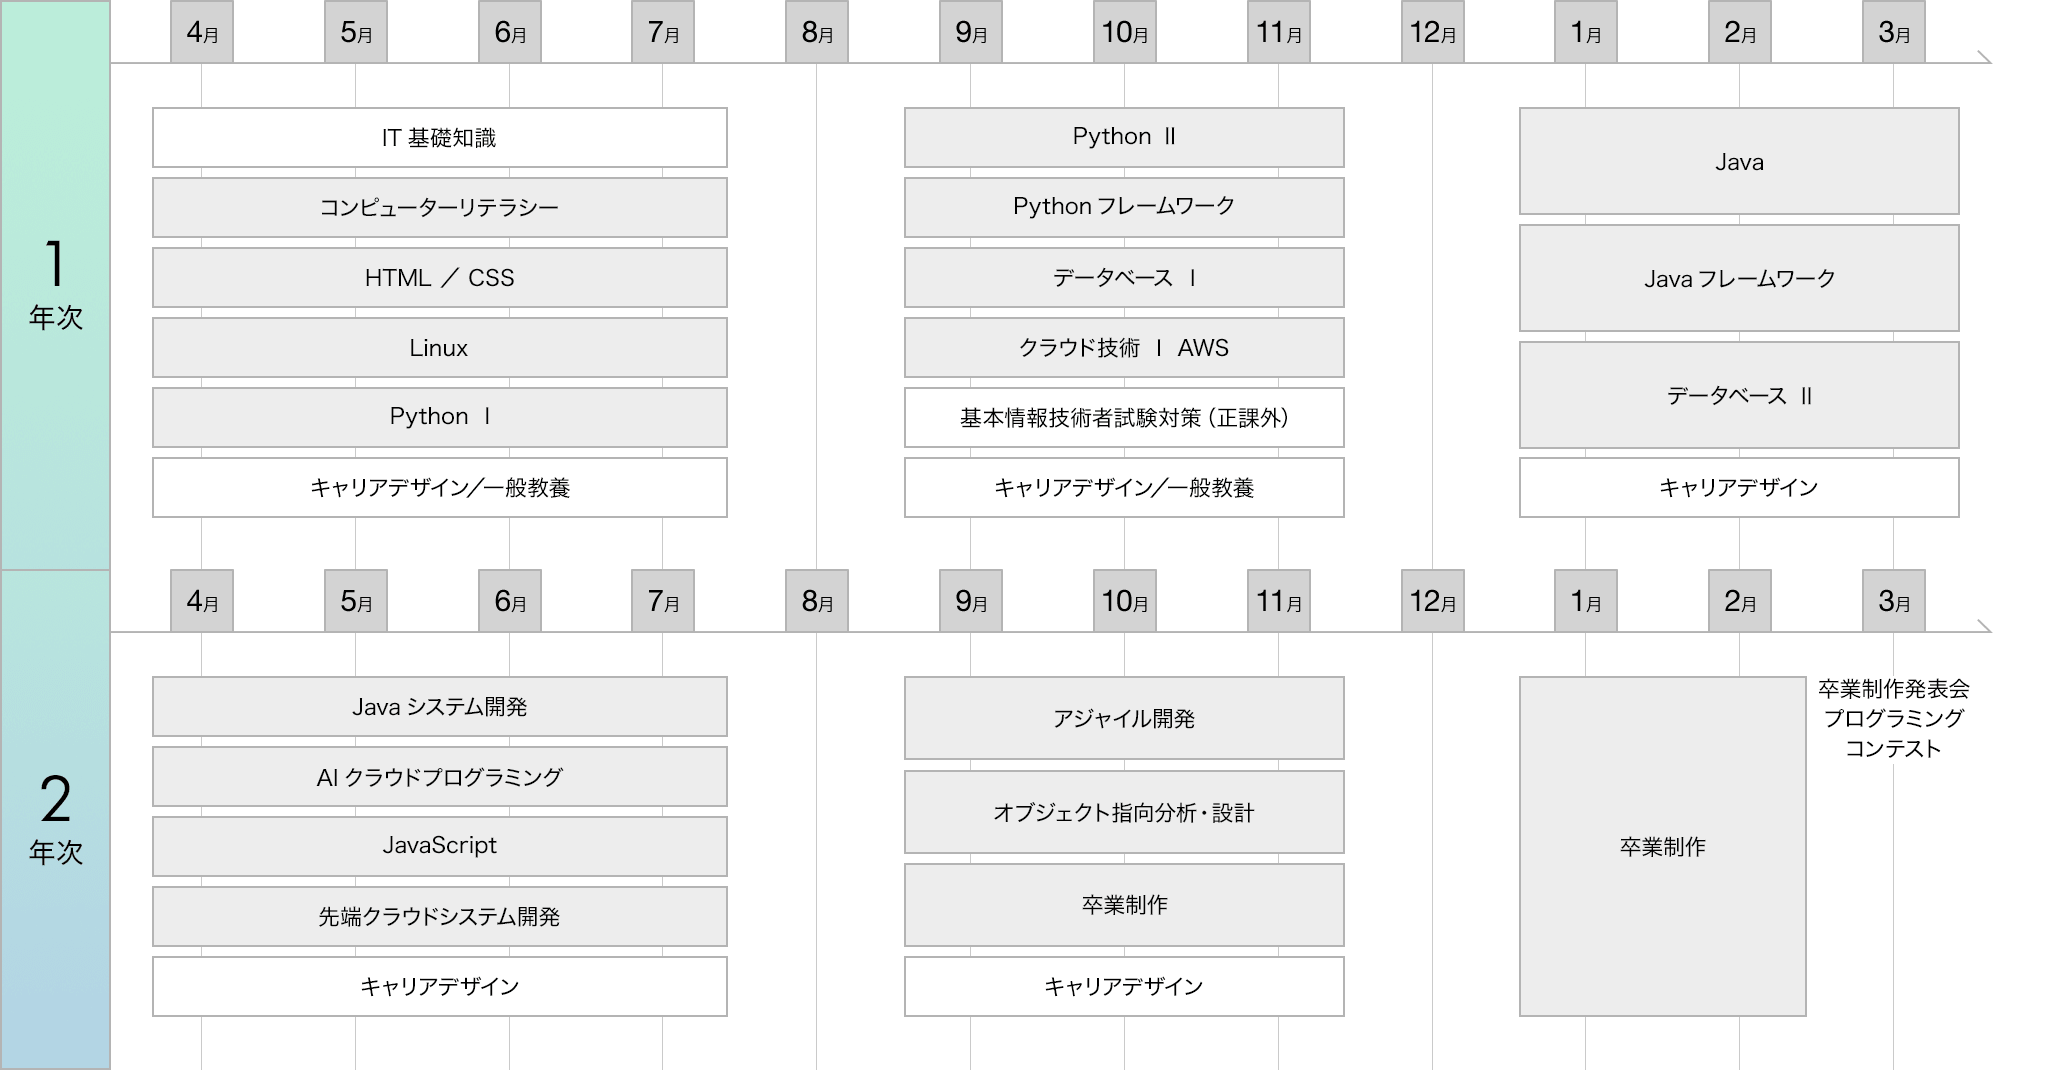 1
年次
4月
5月
6月
7月
8月
9月
10月
11月
12月
1月
2月
3月
IT 基礎知識
コンピューターリテラシー
HTML ／ CSS
Linux
Python Ⅰ
キャリアデザイン／一般教養
Python Ⅱ
Python フレームワーク
データベース Ⅰ
クラウド技術 Ⅰ AWS
基本情報技術者試験対策（正課外）
キャリアデザイン／一般教養
Java
Java フレームワーク
データベース Ⅱ
キャリアデザイン
2
年次
4月
5月
6月
7月
8月
9月
10月
11月
12月
1月
2月
3月
Java システム開発
AI クラウドプログラミング
JavaScript
先端クラウドシステム開発
キャリアデザイン
アジャイル開発
オブジェクト指向分析・設計
卒業制作
キャリアデザイン
卒業制作
卒業制作発表会
プログラミング
コンテスト